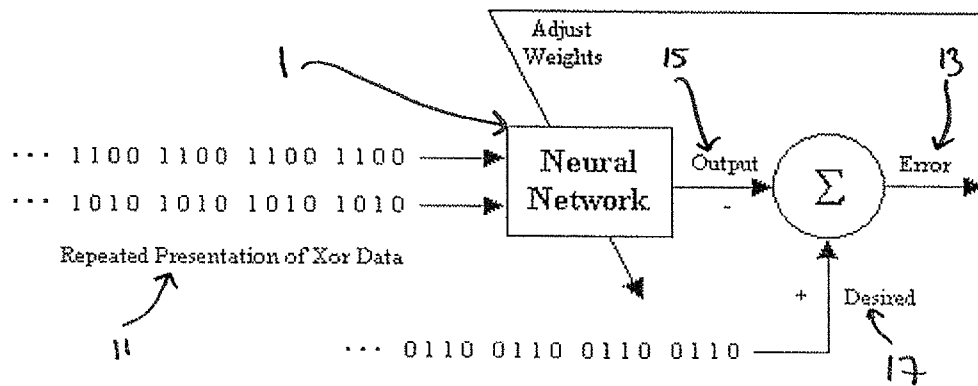 Adjust
Weights
1
15
13
··· 1100 1100 1100 1100
··· 1010 1010 1010 1010
Neural
Network
Output
-
Σ
Error
Repeated Presentation of Xor Data
11
+
Desired
··· 0110 0110 0110 0110
17